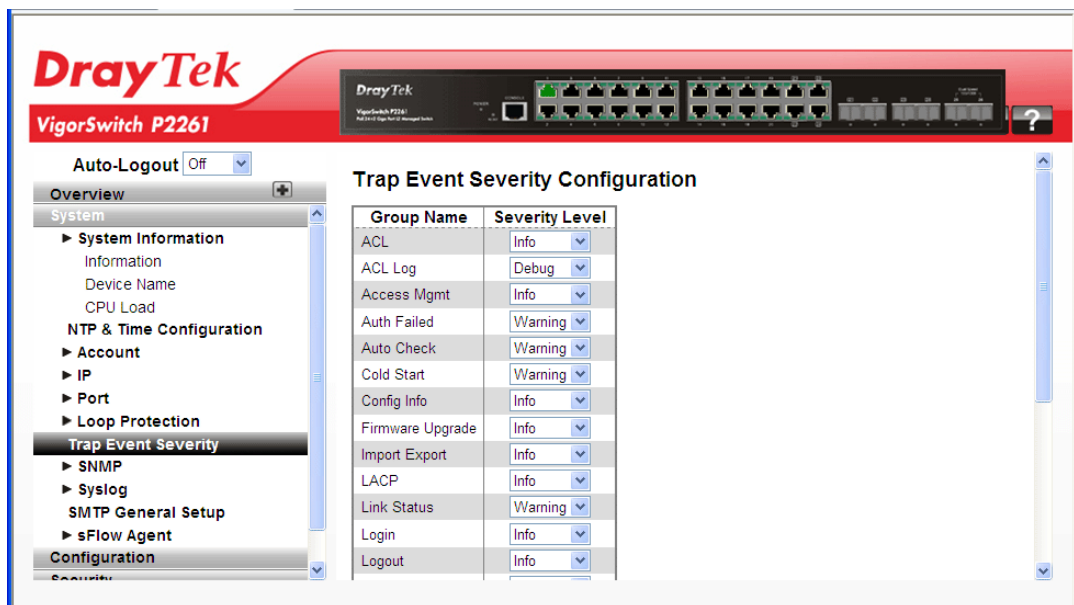 DrayTek
VigorSwitch P2261
DrayTek
VigorSwitch P2261
?
Auto-Logout Off
Overview
System
System Information
Information
Device Name
CPU Load
NTP & Time Configuration
Account
IP
Port
Loop Protection
Trap Event Severity
SNMP
Syslog
SMTP General Setup
sFlow Agent
Configuration
Security
Trap Event Severity Configuration
Group Name Severity Level
ACL Info
ACL Log Debug
Access Mgmt Info
Auth Failed Warning
Auto Check Warning
Cold Start Warning
Config Info Info
Firmware Upgrade Info
Import Export Info
LACP Info
Link Status Warning
Login Info
Logout Info